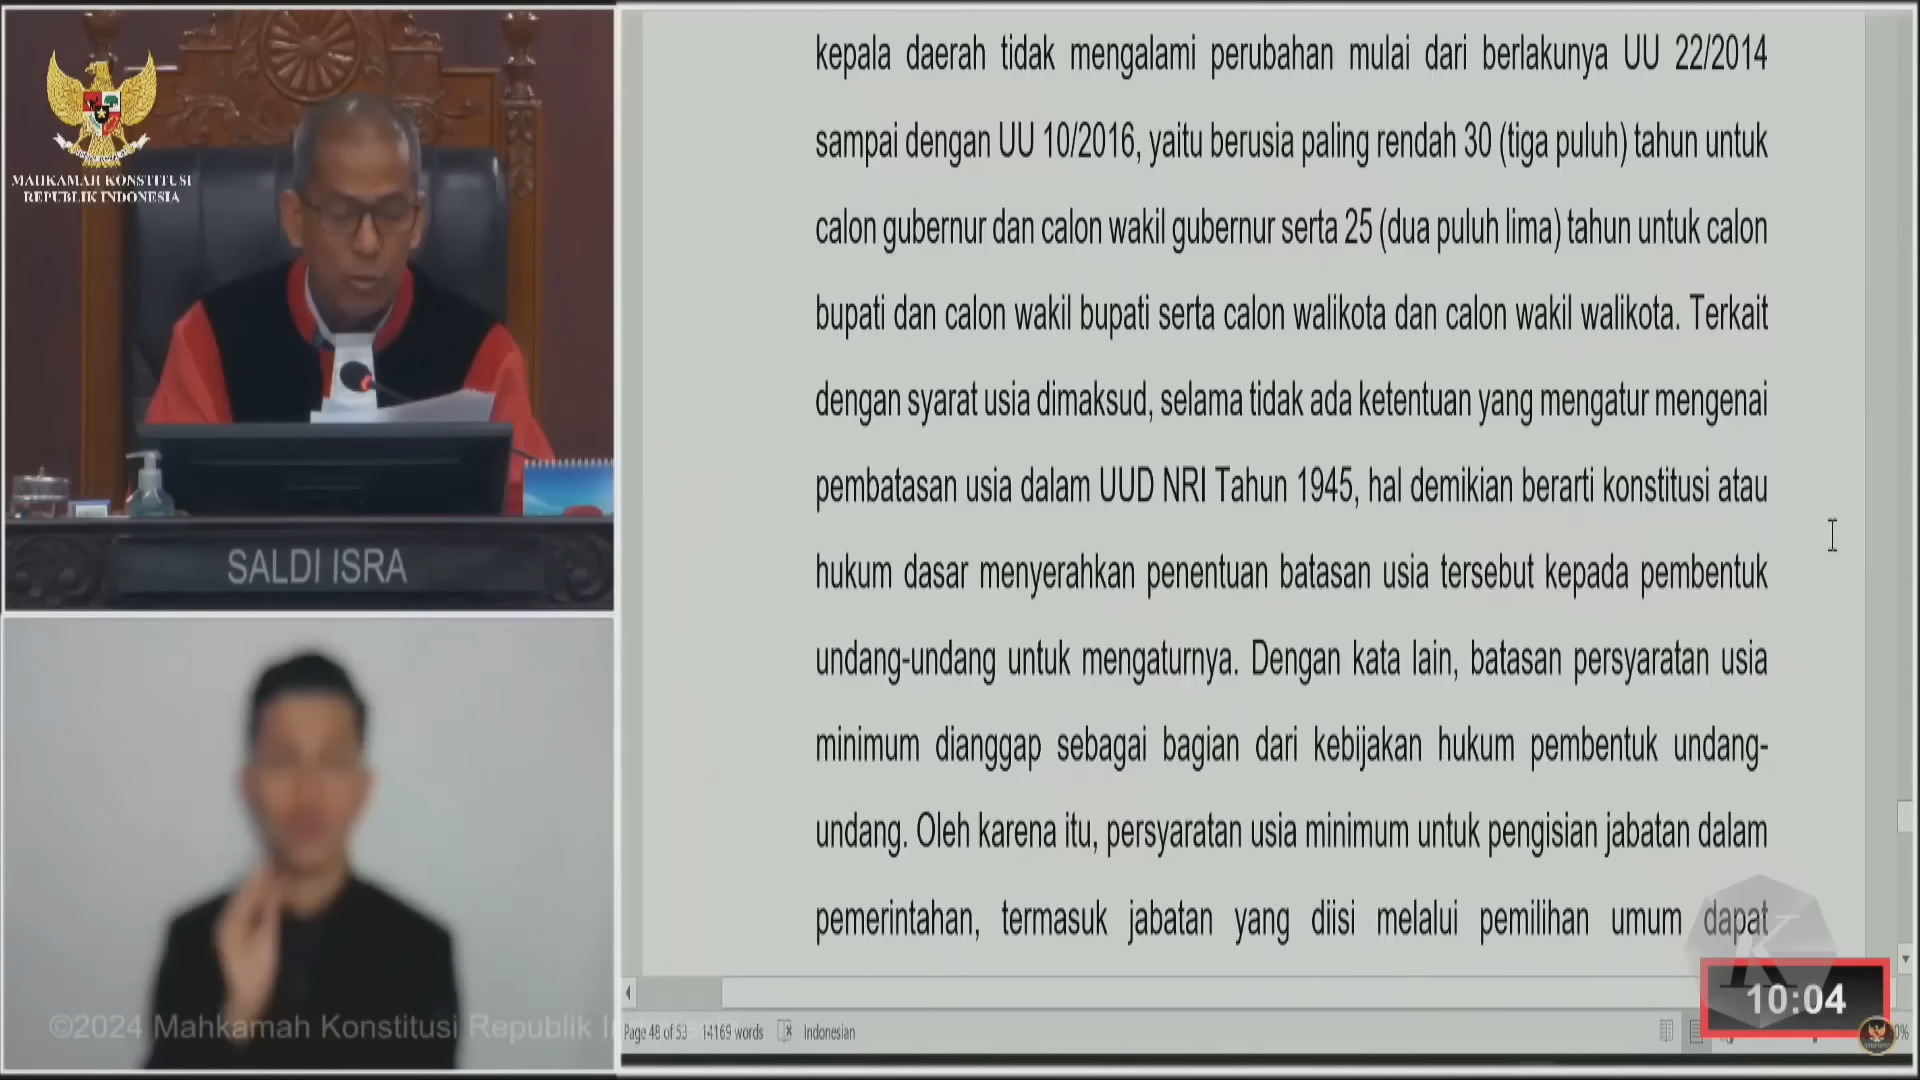 MAHKAMAH KONSTITUSI
REPUBLIK INDONESIA
SALDI ISRA
©2024 Mahkamah Konstitusi Republik
kepala daerah tidak mengalami perubahan mulai dari berlakunya UU 22/2014
sampai dengan UU 10/2016, yaitu berusia paling rendah 30 (tiga puluh) tahun untuk
calon gubernur dan calon wakil gubernur serta 25 (dua puluh lima) tahun untuk calon
bupati dan calon wakil bupati serta calon walikota dan calon wakil walikota. Terkait
dengan syarat usia dimaksud, selama tidak ada ketentuan yang mengatur mengenai
pembatasan usia dalam UUD NRI Tahun 1945, hal demikian berarti konstitusi atau
hukum dasar menyerahkan penentuan batasan usia tersebut kepada pembentuk
undang-undang untuk mengaturnya. Dengan kata lain, batasan persyaratan usia
minimum dianggap sebagai bagian dari kebijakan hukum pembentuk undang-
undang. Oleh karena itu, persyaratan usia minimum untuk pengisian jabatan dalam
pemerintahan, termasuk jabatan yang diisi melalui pemilihan umum dapat
K
10:04
Page 48 of 53 14169 words Indonesian